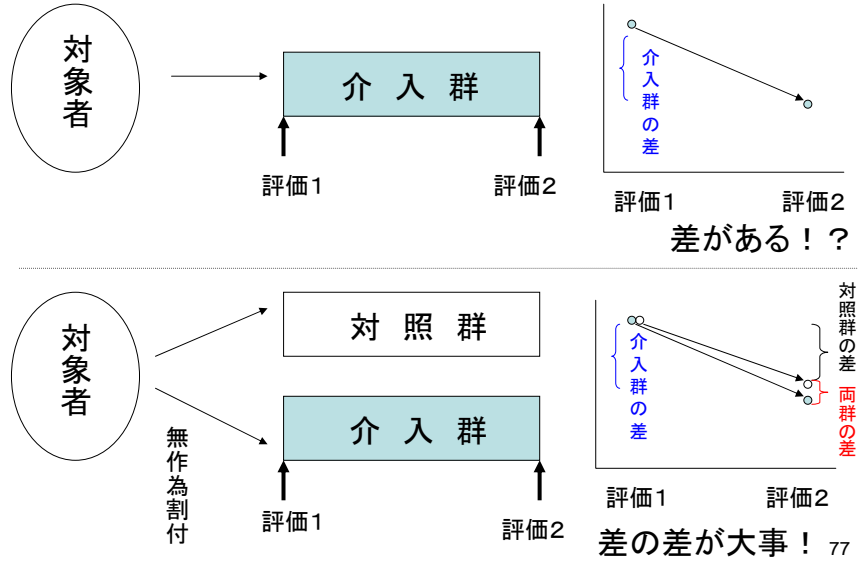 対象者
介 入 群
評価1
評価2
介入群の差
評価1
評価2
差がある！？
対象者
無作為割付
対 照 群
介 入 群
評価1
評価2
介入群の差
対照群の差
両群の差
評価1
評価2
差の差が大事！
77